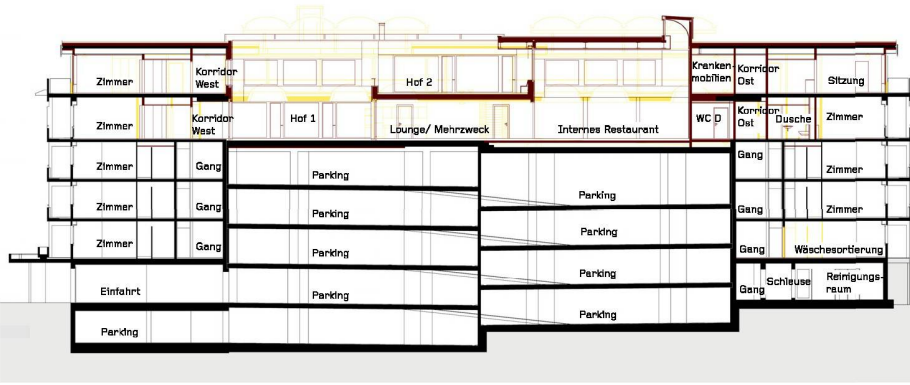 Zimmer
Korridor
West
Hof 2
Kranken-
mobilien
Korridor
Ost
Sitzung
Zimmer
Korridor
West
Hof 1
Lounge/ Mehrzweck
Internes Restaurant
WC D
Korridor
Ost
Dusche
Zimmer
Zimmer
Gang
Parking
Parking
Gang
Zimmer
Zimmer
Gang
Parking
Parking
Gang
Zimmer
Zimmer
Gang
Parking
Parking
Gang
Wäschesortierung
Einfahrt
Parking
Parking
Gang
Schleuse
Reinigungs-
raum
Parking